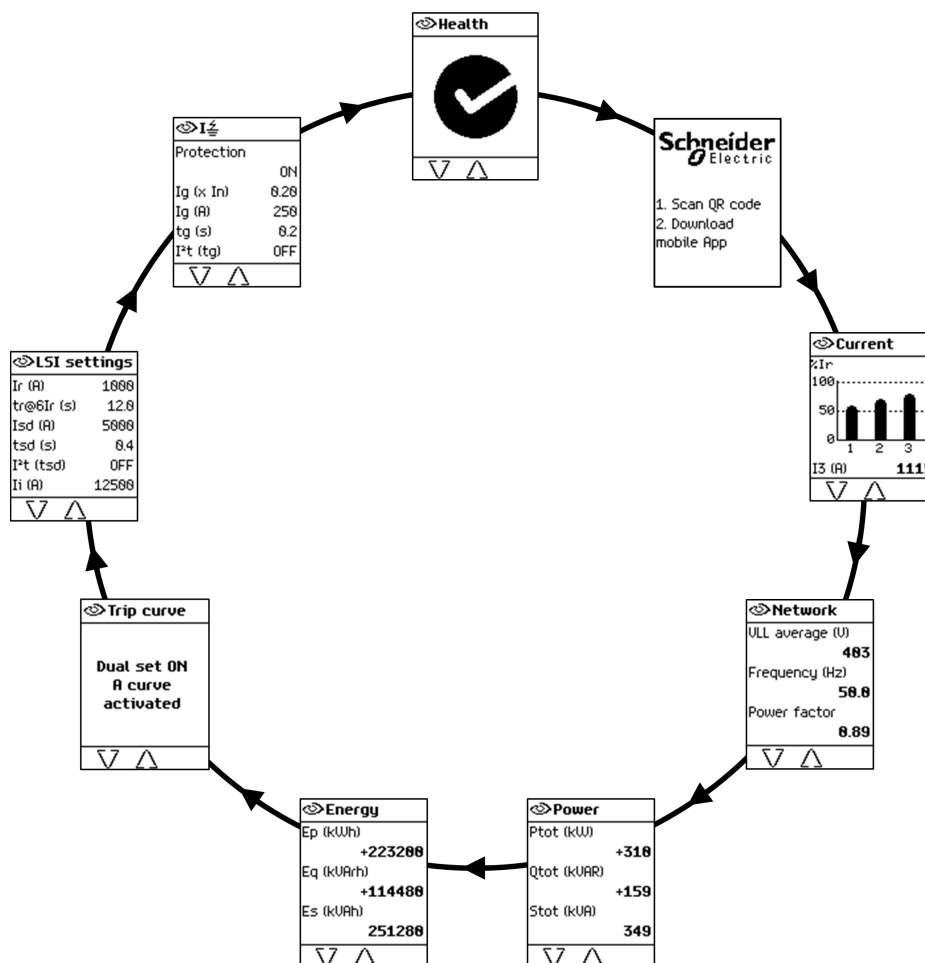 Health
Schneider
Electric
1. Scan QR code
2. Download
mobile App
Current
%Ir
100
50
0
1 2 3
I3 (A)
Network
VLL average (V)
403
Frequency (Hz)
50.0
Power factor
0.89
Power
Ptot (kW)
+310
Qtot (kVAR)
+159
Stot (kVA)
349
Energy
Ep (kWh)
+223200
Eq (kVArh)
+114480
Es (kVAh)
251280
Trip curve
Dual set ON
A curve
activated
LSI settings
Ir (A) 1000
tr@6Ir (s) 12.0
Isd (A) 5000
tsd (s) 0.4
I²t (tsd) OFF
Ii (A) 12500
I⏚
Protection
ON
Ig (x In) 0.20
Ig (A) 250
tg (s) 0.2
I²t (tg) OFF